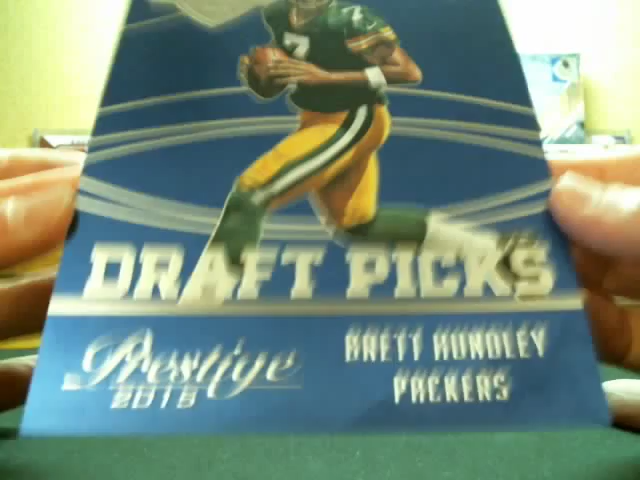 7
DRAFT PICKS
Prestige
2015
BRETT HUNDLEY
PACKERS